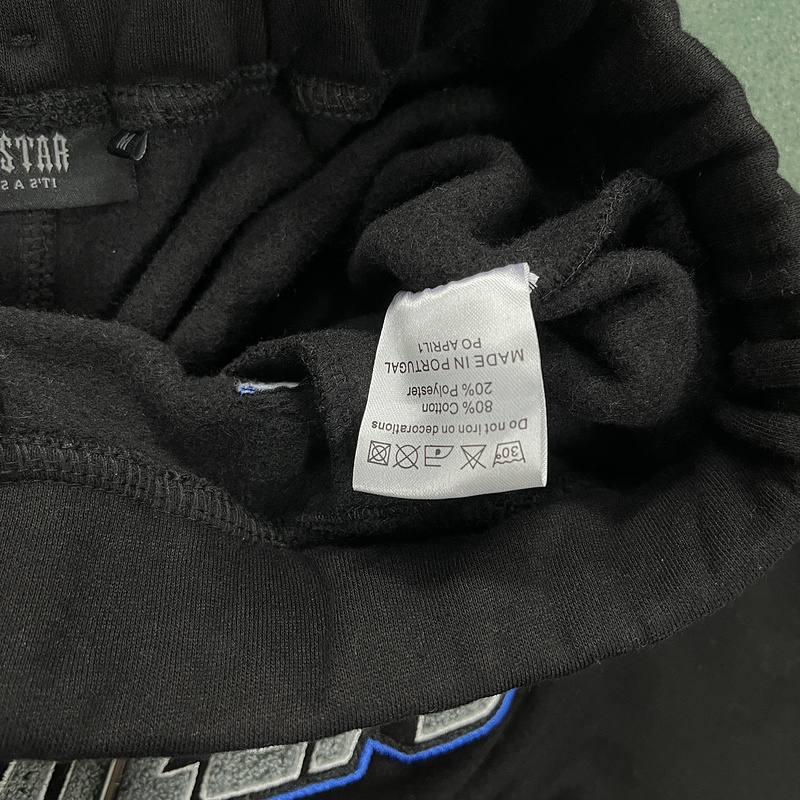 STAR
IT'S A S
M
30°
Do not iron on decorations
80% Cotton
20% Polyester
MADE IN PORTUGAL
PO APRIL1